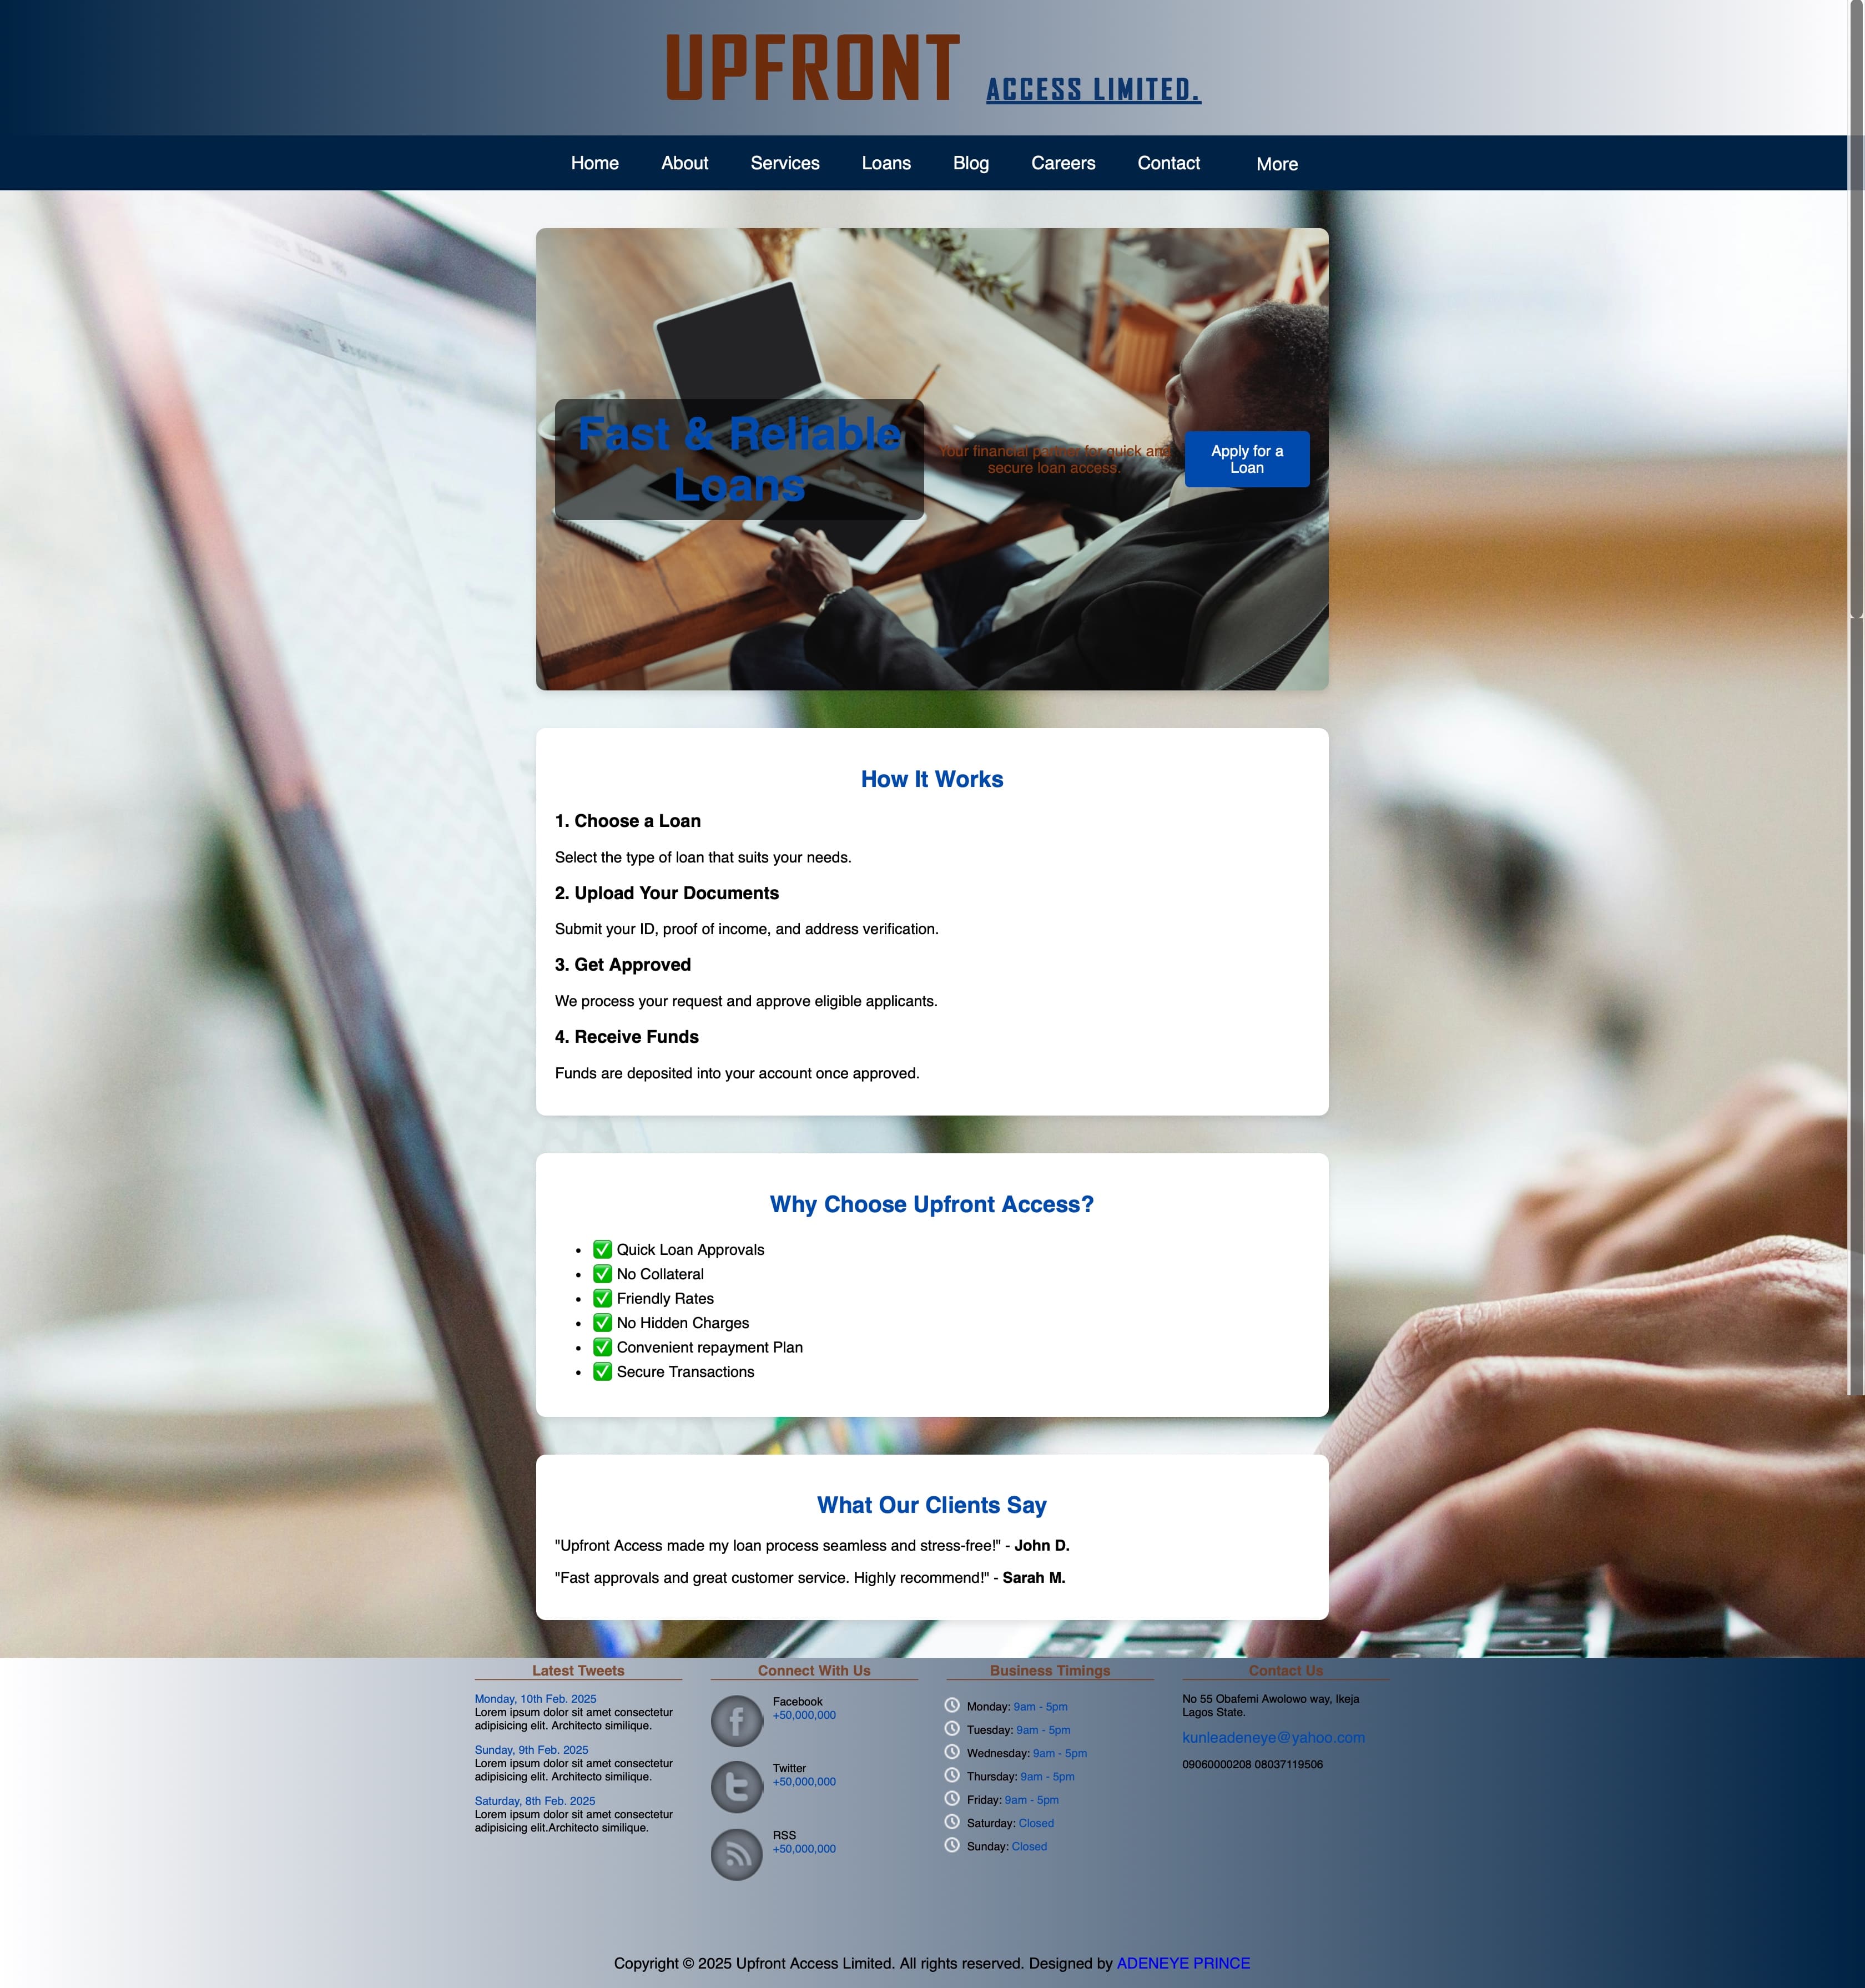 UPFRONT ACCESS LIMITED.
Home About Services Loans Blog Careers Contact More
Fast & Reliable
Loans
Your financial partner for quick and
secure loan access.
Apply for a
Loan
How It Works
1. Choose a Loan
Select the type of loan that suits your needs.
2. Upload Your Documents
Submit your ID, proof of income, and address verification.
3. Get Approved
We process your request and approve eligible applicants.
4. Receive Funds
Funds are deposited into your account once approved.
Why Choose Upfront Access?
• ✅ Quick Loan Approvals
• ✅ No Collateral
• ✅ Friendly Rates
• ✅ No Hidden Charges
• ✅ Convenient repayment Plan
• ✅ Secure Transactions
What Our Clients Say
"Upfront Access made my loan process seamless and stress-free!" - John D.
"Fast approvals and great customer service. Highly recommend!" - Sarah M.
Latest Tweets
Monday, 10th Feb. 2025
Lorem ipsum dolor sit amet consectetur
adipisicing elit. Architecto similique.
Sunday, 9th Feb. 2025
Lorem ipsum dolor sit amet consectetur
adipisicing elit. Architecto similique.
Saturday, 8th Feb. 2025
Lorem ipsum dolor sit amet consectetur
adipisicing elit.Architecto similique.
Connect With Us
Facebook
+50,000,000
Twitter
+50,000,000
RSS
+50,000,000
Business Timings
Monday: 9am - 5pm
Tuesday: 9am - 5pm
Wednesday: 9am - 5pm
Thursday: 9am - 5pm
Friday: 9am - 5pm
Saturday: Closed
Sunday: Closed
Contact Us
No 55 Obafemi Awolowo way, Ikeja
Lagos State.
kunleadeneye@yahoo.com
09060000208 08037119506
Copyright © 2025 Upfront Access Limited. All rights reserved. Designed by ADENEYE PRINCE